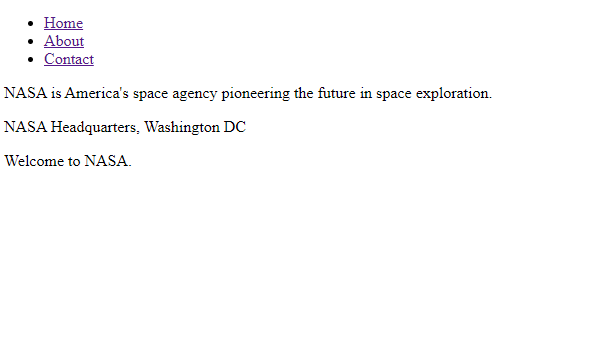 Home
About
Contact
NASA is America's space agency pioneering the future in space exploration.
NASA Headquarters, Washington DC
Welcome to NASA.